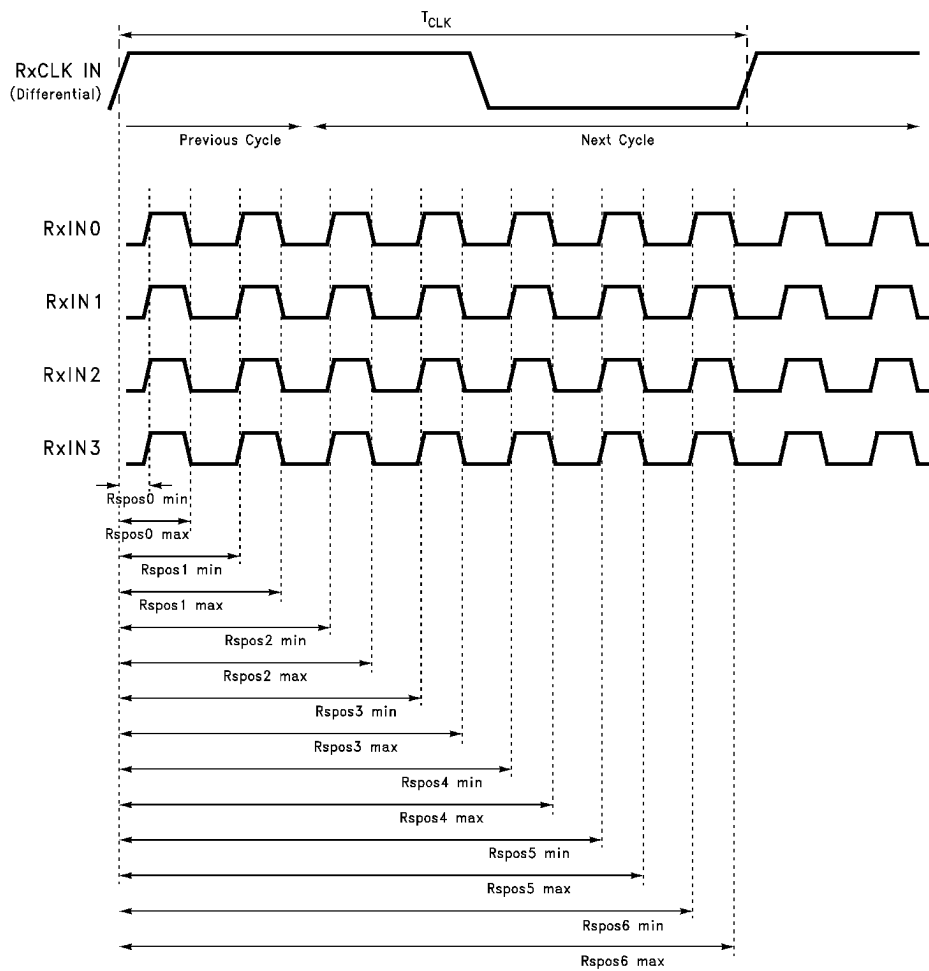 TCLK
RxCLK IN
(Differential)
Previous Cycle
Next Cycle
RxIN0
RxIN1
RxIN2
RxIN3
Rspos0 min
Rspos0 max
Rspos1 min
Rspos1 max
Rspos2 min
Rspos2 max
Rspos3 min
Rspos3 max
Rspos4 min
Rspos4 max
Rspos5 min
Rspos5 max
Rspos6 min
Rspos6 max